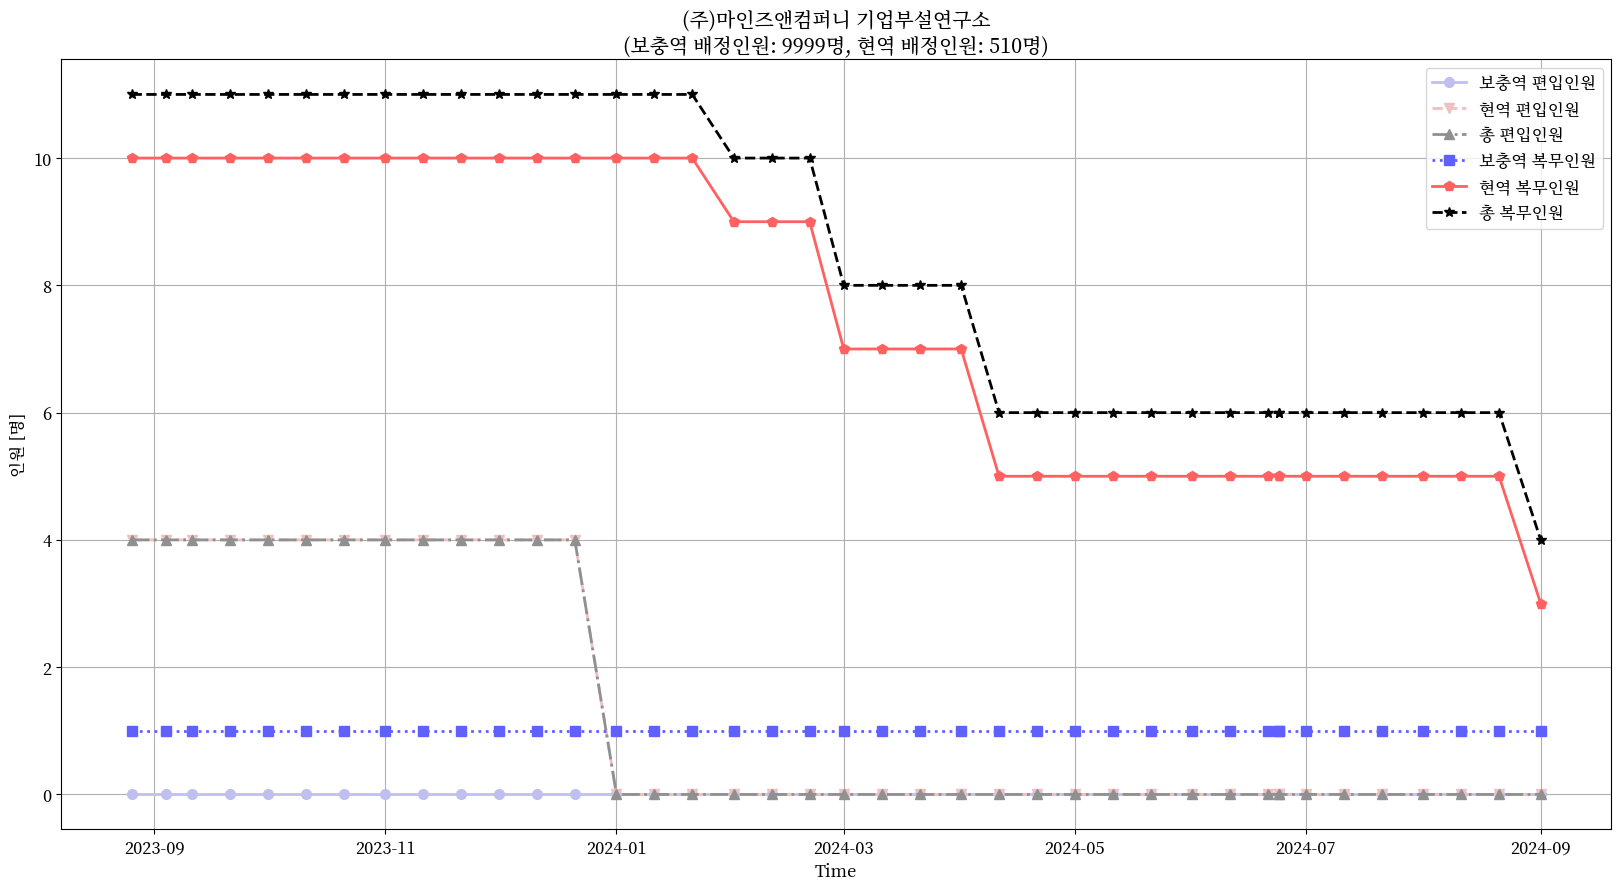 (주)마인즈앤컴퍼니 기업부설연구소
(보충역 배정인원: 9999명, 현역 배정인원: 510명)
보충역 편입인원
현역 편입인원
총 편입인원
보충역 복무인원
현역 복무인원
총 복무인원
인원 [명]
10
8
6
4
2
0
2023-09
2023-11
2024-01
2024-03
2024-05
2024-07
2024-09
Time